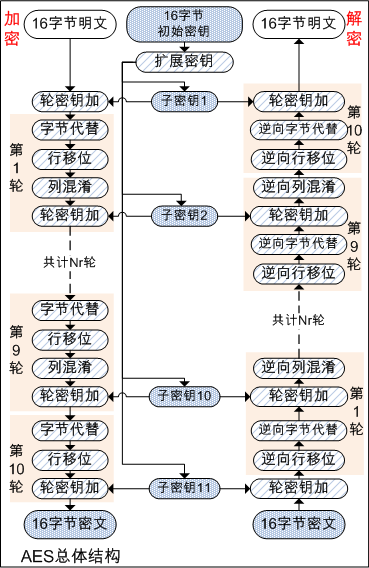 加密
16字节明文
轮密钥加
第1轮
字节代替
行移位
列混淆
轮密钥加
共计Nr轮
第9轮
字节代替
行移位
列混淆
轮密钥加
第10轮
字节代替
行移位
轮密钥加
16字节密文
16字节
初始密钥
扩展密钥
子密钥1
子密钥2
子密钥10
子密钥11
解密
16字节明文
轮密钥加
第10轮
逆向字节代替
逆向行移位
逆向列混淆
轮密钥加
第9轮
逆向字节代替
逆向行移位
共计Nr轮
逆向列混淆
轮密钥加
第1轮
逆向字节代替
逆向行移位
轮密钥加
16字节密文
AES总体结构